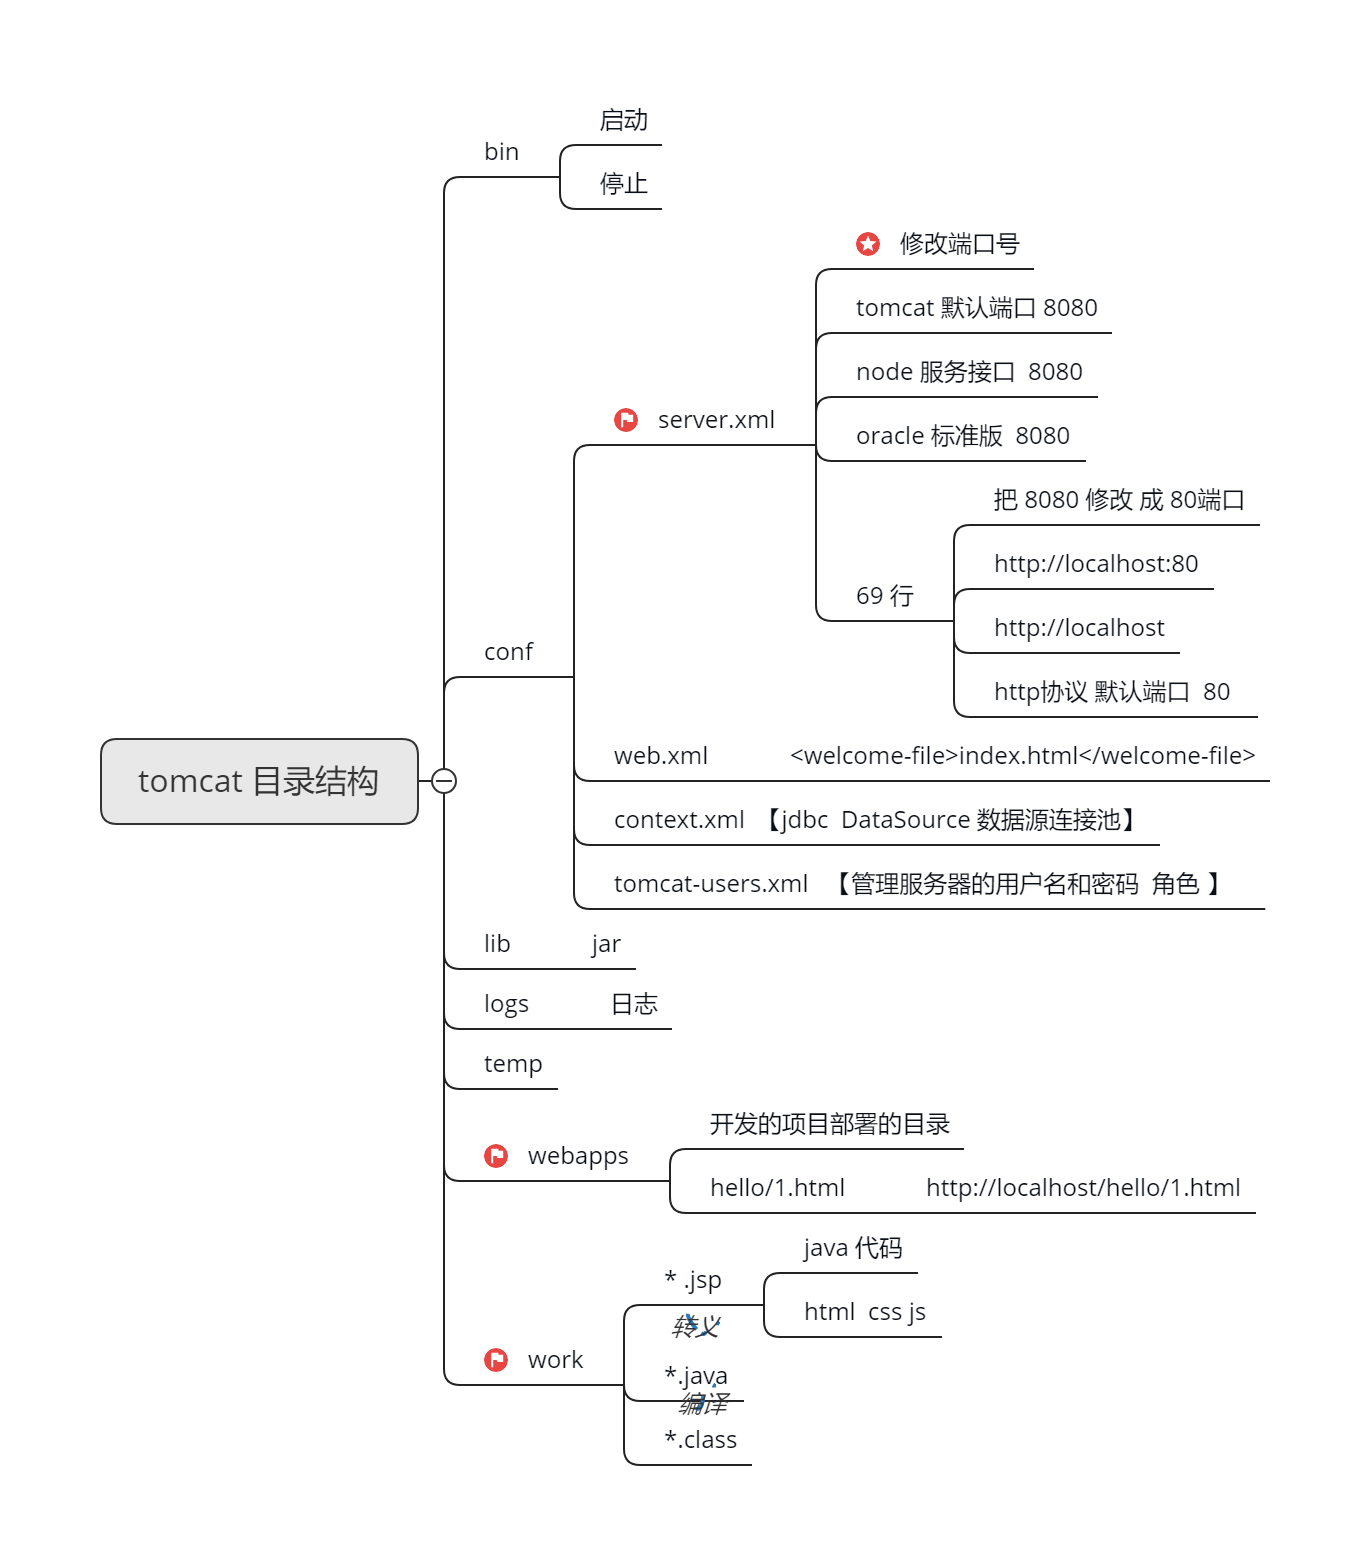 tomcat 目录结构
bin
启动
停止
conf
server.xml
修改端口号
tomcat 默认端口 8080
node 服务接口  8080
oracle 标准版  8080
69 行
把 8080 修改 成 80端口
http://localhost:80
http://localhost
http协议 默认端口  80
web.xml
<welcome-file>index.html</welcome-file>
context.xml 【jdbc  DataSource 数据源连接池】
tomcat-users.xml  【管理服务器的用户名和密码  角色 】
lib
jar
logs
日志
temp
webapps
开发的项目部署的目录
hello/1.html
http://localhost/hello/1.html
work
* .jsp
java 代码
html  css js
转义
*.java
编译
*.class